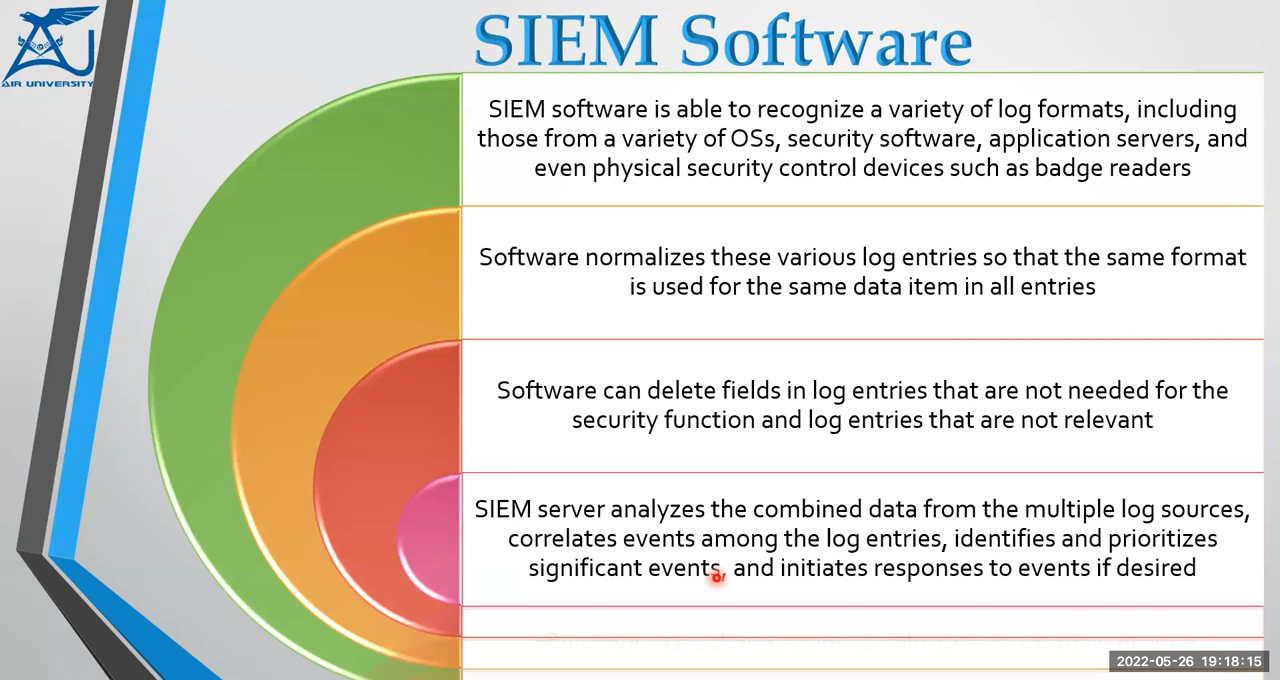 AIR UNIVERSITY
SIEM Software
SIEM software is able to recognize a variety of log formats, including
those from a variety of OSs, security software, application servers, and
even physical security control devices such as badge readers
Software normalizes these various log entries so that the same format
is used for the same data item in all entries
Software can delete fields in log entries that are not needed for the
security function and log entries that are not relevant
SIEM server analyzes the combined data from the multiple log sources,
correlates events among the log entries, identifies and prioritizes
significant events, and initiates responses to events if desired
2022-05-26 19:18:15